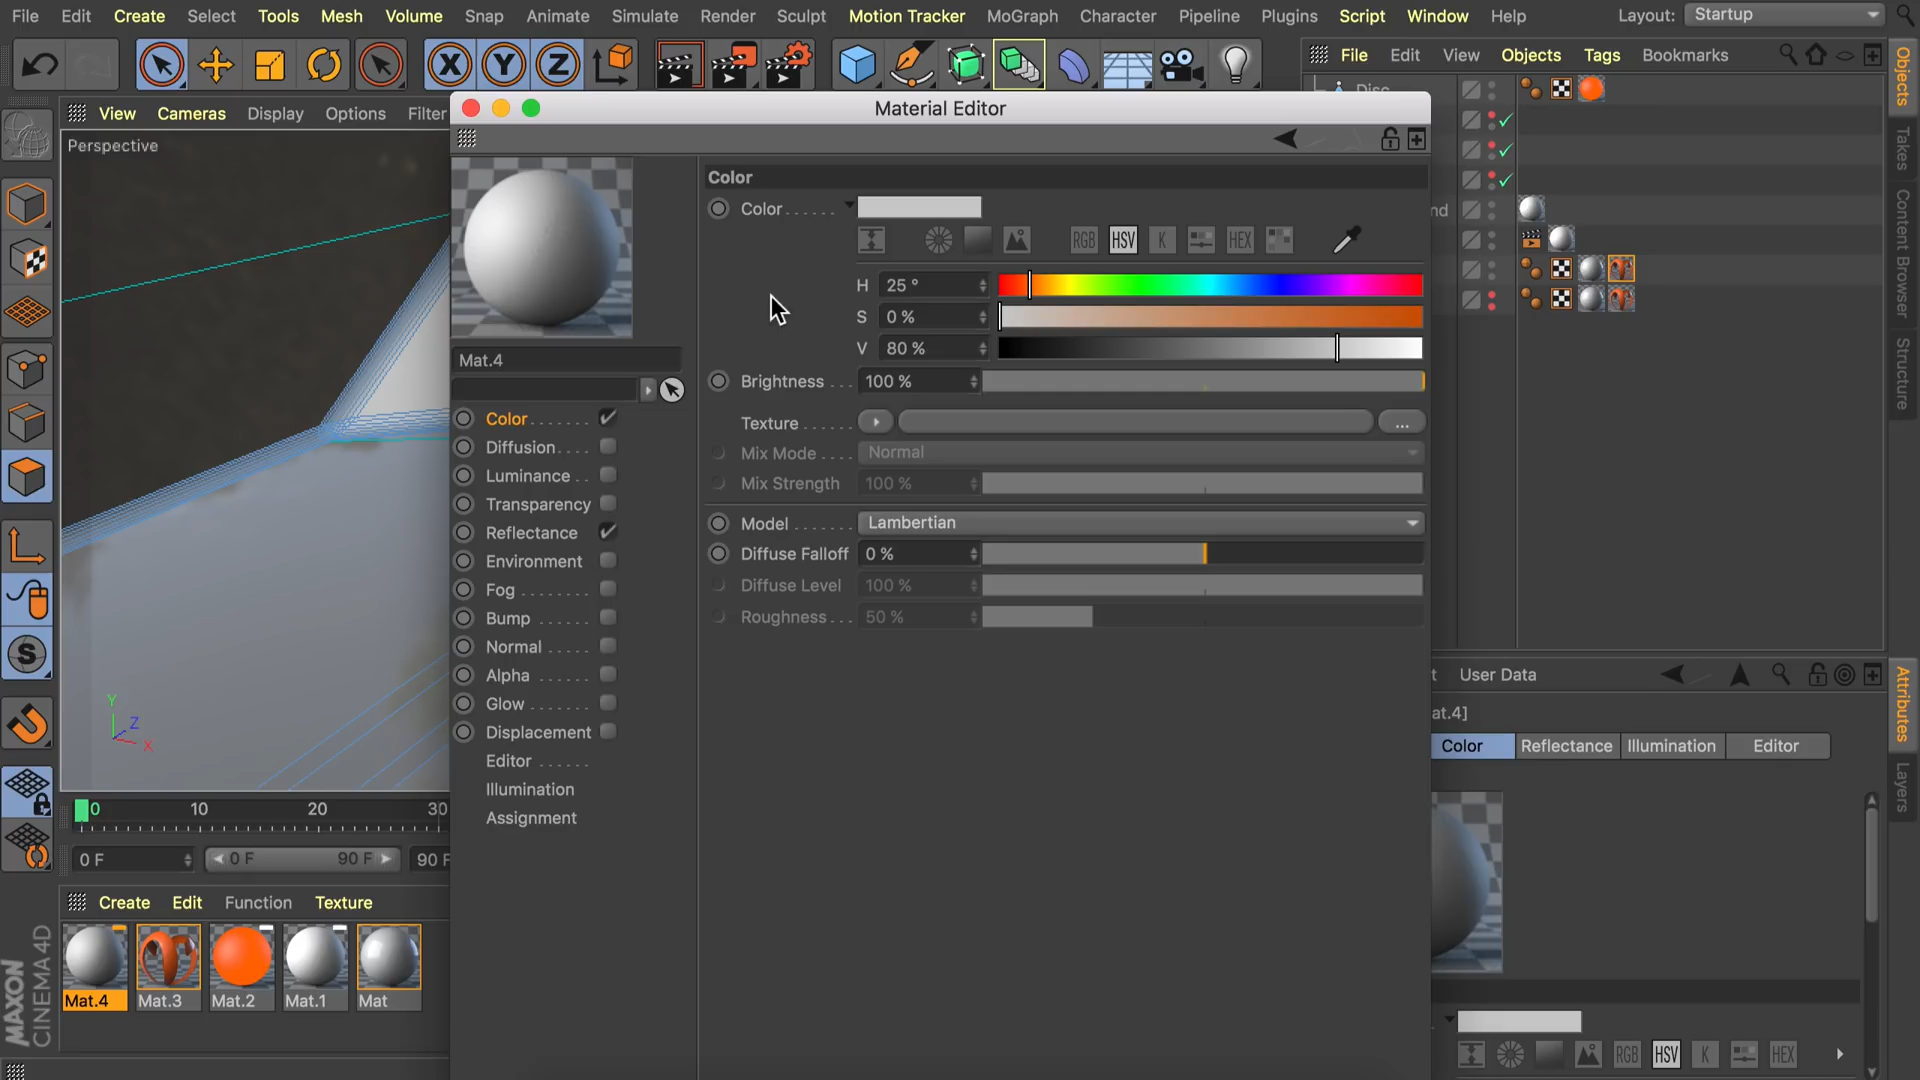 File Edit Create Select Tools Mesh Volume Snap Animate Simulate Render Sculpt Motion Tracker MoGraph Character Pipeline Plugins Script Window Help Layout: Startup
X Y Z
File Edit View Objects Tags Bookmarks
Objects
Takes
Content Browser
Structure
View Cameras Display Options Filter
Perspective
Material Editor
Color
Color
RGB HSV K HEX
H 25 °
S 0 %
V 80 %
Brightness 100 %
Texture ...
Mix Mode Normal
Mix Strength 100 %
Model Lambertian
Diffuse Falloff 0 %
Diffuse Level 100 %
Roughness 50 %
Mat.4
Color
Diffusion
Luminance
Transparency
Reflectance
Environment
Fog
Bump
Normal
Alpha
Glow
Displacement
Editor
Illumination
Assignment
nd
S
Y
Z
X
0 10 20 30
0 F 0 F 90 F 90 F
Create Edit Function Texture
Mat.4 Mat.3 Mat.2 Mat.1 Mat
MAXON
CINEMA 4D
t User Data
at.4]
Color Reflectance Illumination Editor
Attributes
Layers
RGB HSV K HEX